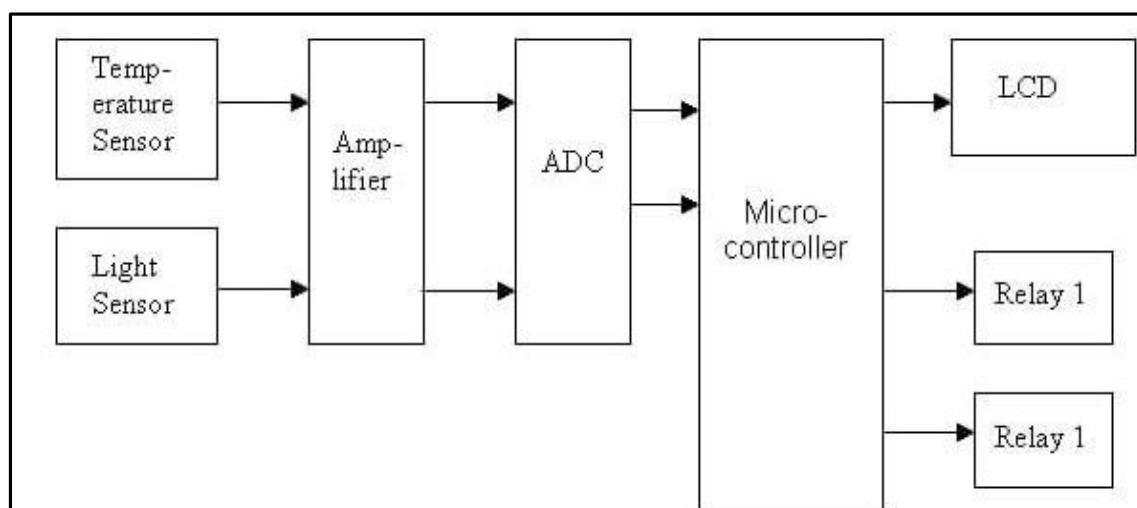 Temp-
erature
Sensor
Light
Sensor
Amp-
lifier
ADC
Micro-
controller
LCD
Relay 1
Relay 1